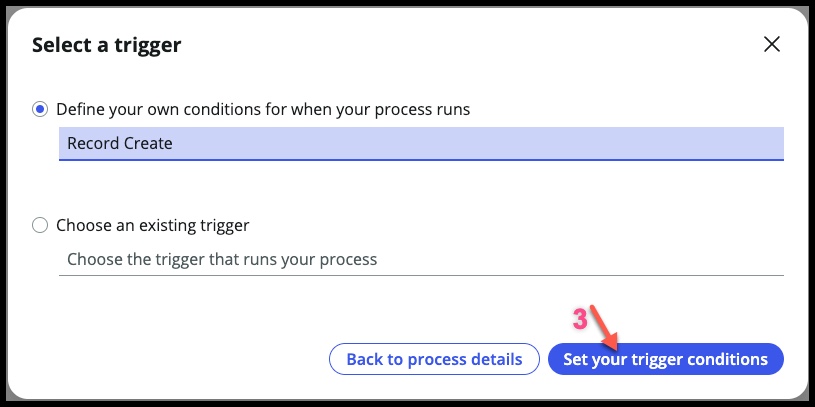 Select a trigger
Define your own conditions for when your process runs
Record Create
Choose an existing trigger
Choose the trigger that runs your process
3
Back to process details
Set your trigger conditions